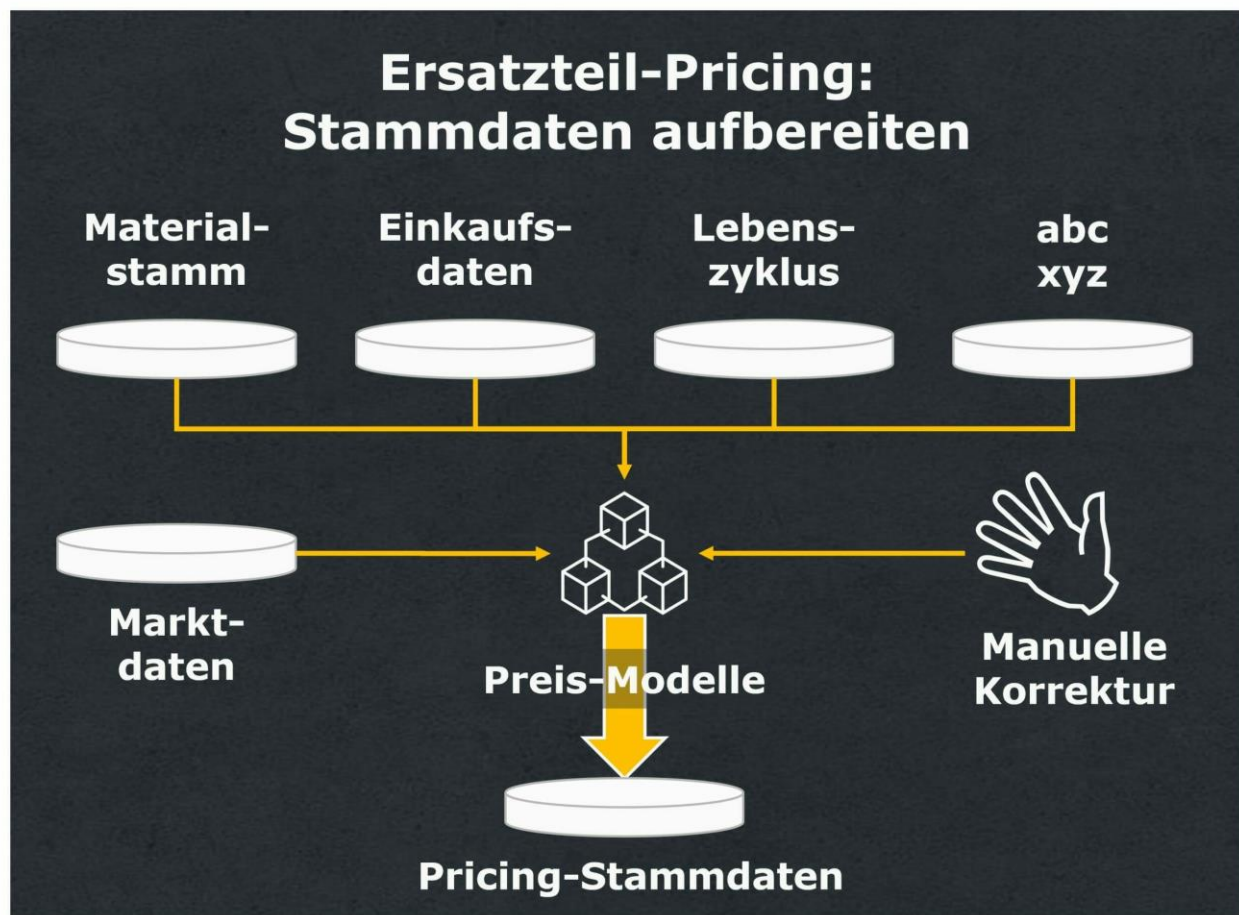 Ersatzteil-Pricing:
Stammdaten aufbereiten
Material-
stamm
Einkaufs-
daten
Lebens-
zyklus
abc
xyz
Markt-
daten
Preis-Modelle
Manuelle
Korrektur
Pricing-Stammdaten